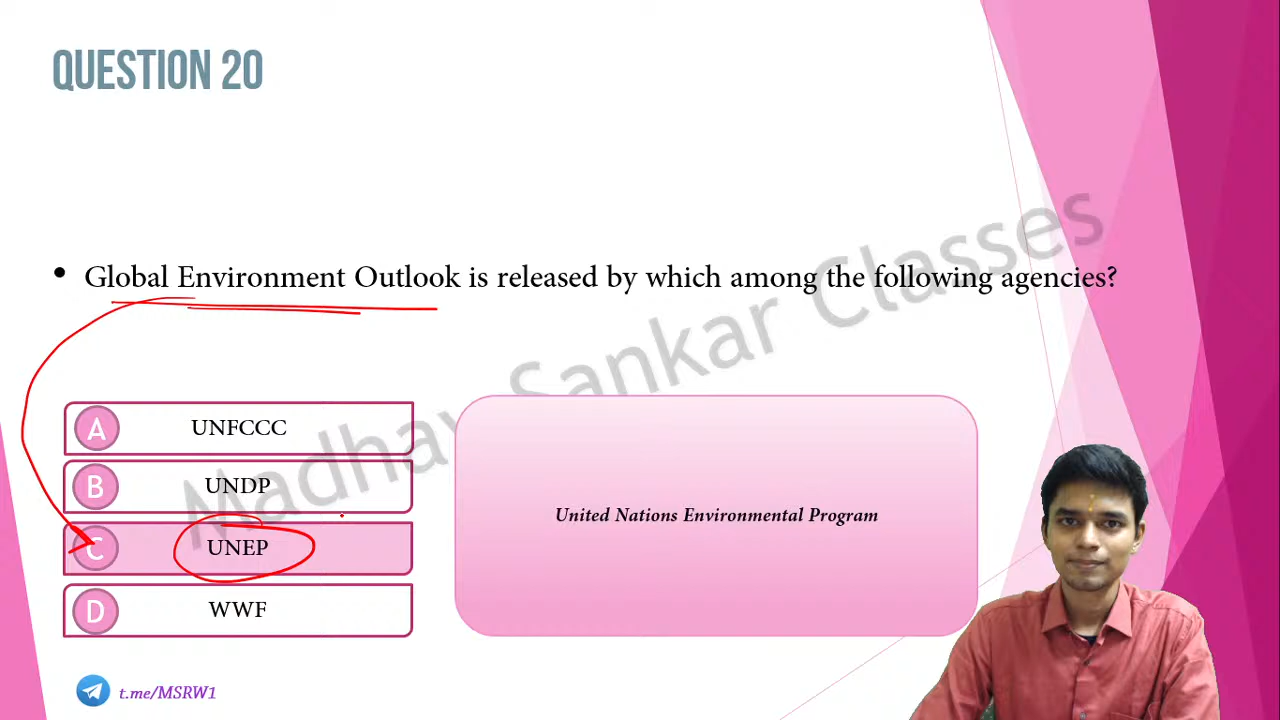 QUESTION 20
• Global Environment Outlook is released by which among the following agencies?
Madhav Sankar Classes
A UNFCCC
B UNDP
C UNEP
D WWF
United Nations Environmental Program
t.me/MSRW1